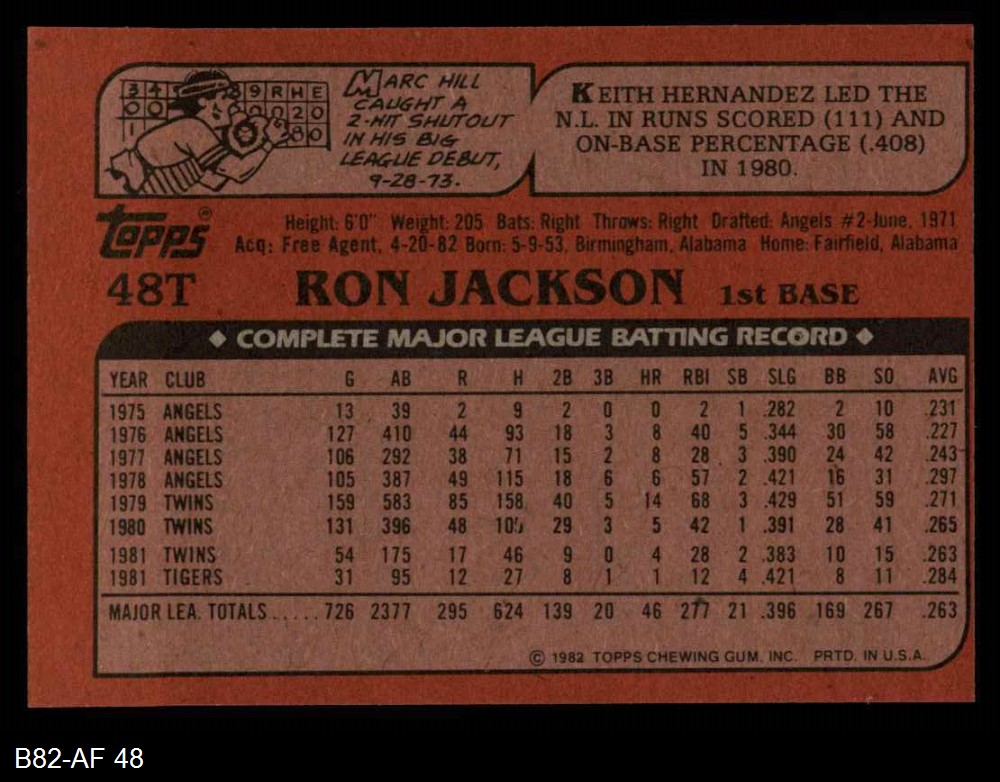 3 4 8 9 R H E
0 0 0 0 2 0
1 8 0
MARC HILL
CAUGHT A
2-HIT SHUTOUT
IN HIS BIG
LEAGUE DEBUT,
9-28-73.
KEITH HERNANDEZ LED THE
N.L. IN RUNS SCORED (111) AND
ON-BASE PERCENTAGE (.408)
IN 1980.
Topps®
Height: 6'0" Weight: 205 Bats: Right Throws: Right Drafted: Angels #2-June, 1971
Acq: Free Agent, 4-20-82 Born: 5-9-53, Birmingham, Alabama Home: Fairfield, Alabama
48T RON JACKSON 1st BASE
◆ COMPLETE MAJOR LEAGUE BATTING RECORD ◆
YEAR CLUB G AB R H 2B 3B HR RBI SB SLG BB SO AVG
1975 ANGELS 13 39 2 9 2 0 0 2 1 .282 2 10 .231
1976 ANGELS 127 410 44 93 18 3 8 40 5 .344 30 58 .227
1977 ANGELS 106 292 38 71 15 2 8 28 3 .390 24 42 .243
1978 ANGELS 105 387 49 115 18 6 6 57 2 .421 16 31 .297
1979 TWINS 159 583 85 158 40 5 14 68 3 .429 51 59 .271
1980 TWINS 131 396 48 105 29 3 5 42 1 .391 28 41 .265
1981 TWINS 54 175 17 46 9 0 4 28 2 .383 10 15 .263
1981 TIGERS 31 95 12 27 8 1 1 12 4 .421 8 11 .284
MAJOR LEA. TOTALS...... 726 2377 295 624 139 20 46 277 21 .396 169 267 .263
© 1982 TOPPS CHEWING GUM, INC. PRTD. IN U.S.A.
B82-AF 48